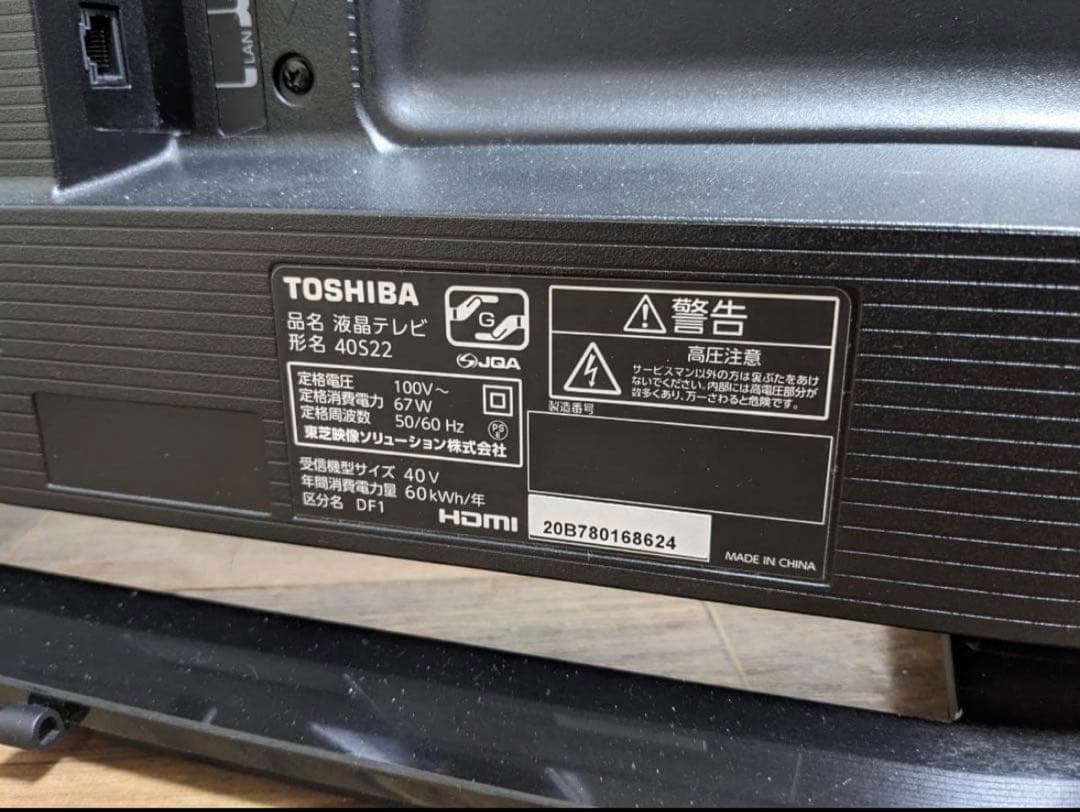 LAN
TOSHIBA
品名 液晶テレビ
形名 40S22
G
JQA
定格電圧 100V～
定格消費電力 67W
定格周波数 50/60 Hz
PS
E
東芝映像ソリューション株式会社
受信機型サイズ 40V
年間消費電力量 60kWh/年
区分名 DF1
HDMI
警告
高圧注意
サービスマン以外の方は裏ぶたをあけ
ないでください。内部には高電圧部分が
数多くあり、万一さわると危険です。
製造番号
20B780168624
MADE IN CHINA